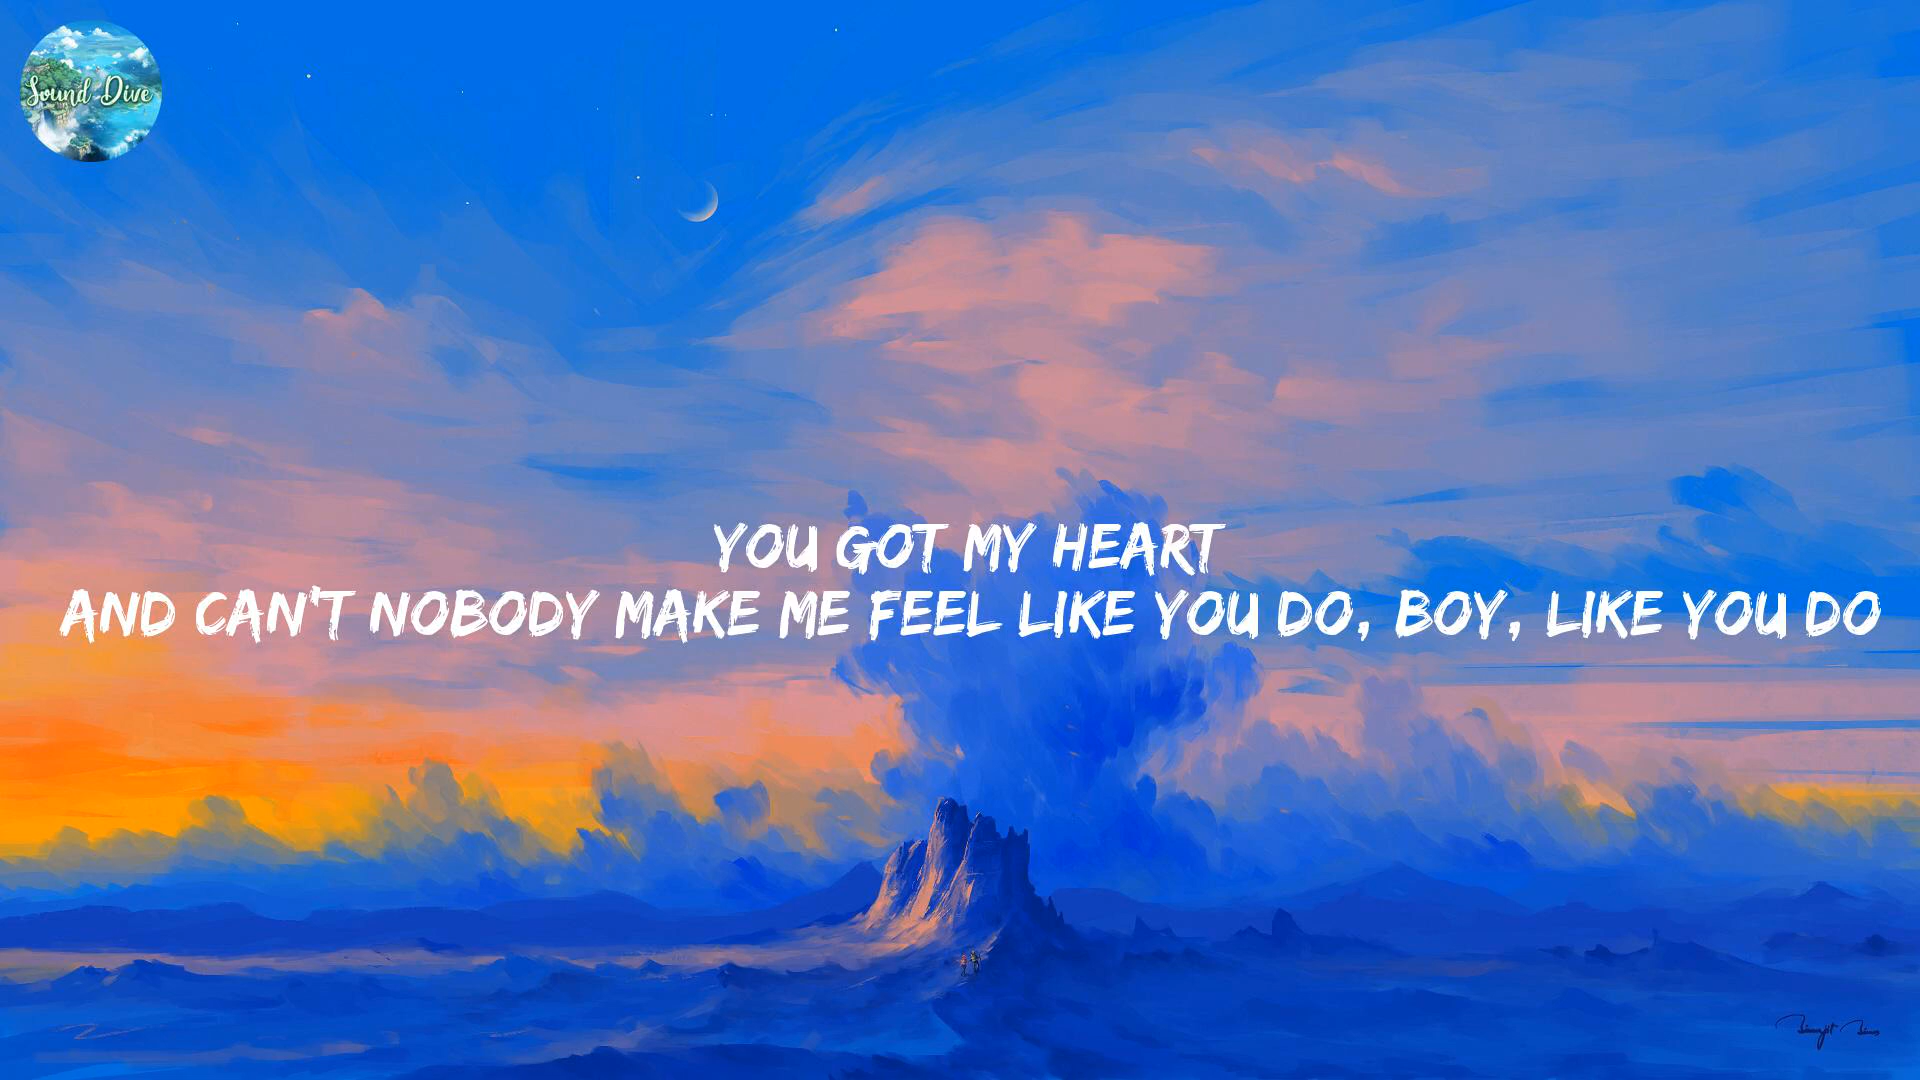 Sound Dive
YOU GOT MY HEART
AND CAN'T NOBODY MAKE ME FEEL LIKE YOU DO, BOY, LIKE YOU DO